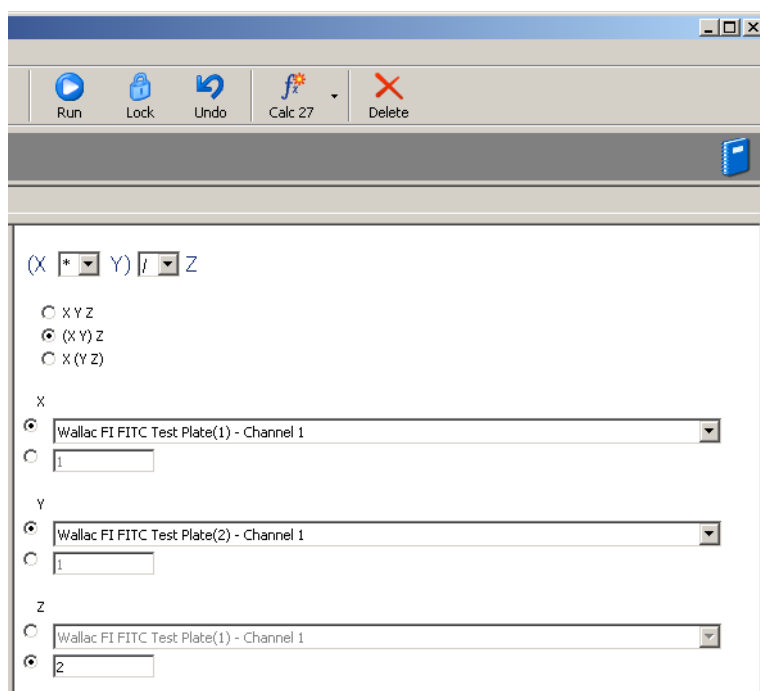 Run Lock Undo Calc 27 Delete
(X * Y) / Z
X Y Z
(X Y) Z
X (Y Z)
X
Wallac FI FITC Test Plate(1) - Channel 1
1
Y
Wallac FI FITC Test Plate(2) - Channel 1
1
Z
Wallac FI FITC Test Plate(1) - Channel 1
2